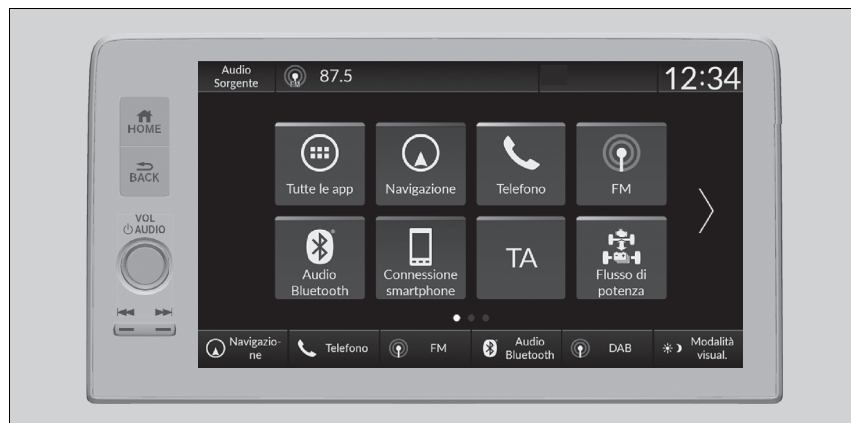 Audio
Sorgente
FM
87.5
12:34
HOME
BACK
VOL
AUDIO
Tutte le app
Navigazione
Telefono
FM
Audio
Bluetooth
Connessione
smartphone
TA
Flusso di
potenza
Navigazio-
ne
Telefono
FM
Audio
Bluetooth
DAB
Modalità
visual.